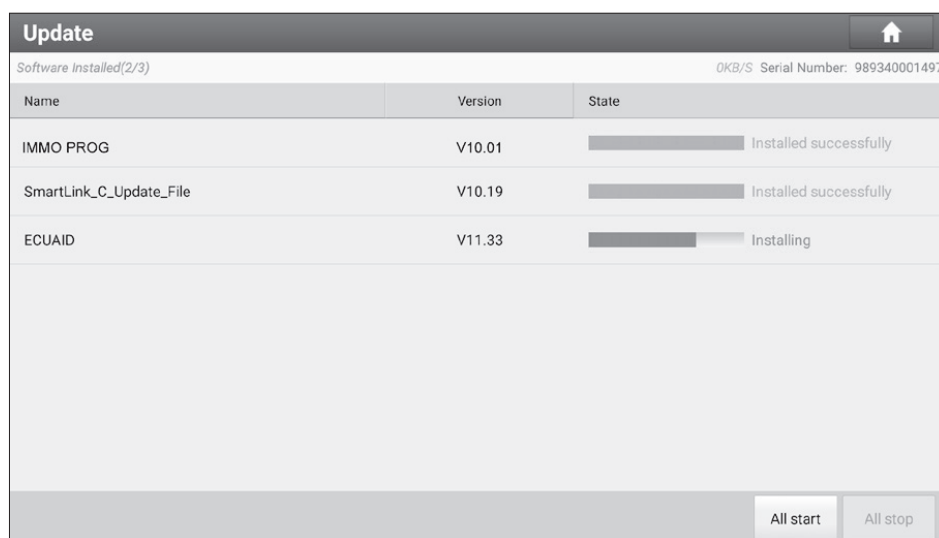 Update
Software Installed(2/3) 0KB/S Serial Number: 989340001497
Name Version State
IMMO PROG V10.01 Installed successfully
SmartLink_C_Update_File V10.19 Installed successfully
ECUAID V11.33 Installing
All start All stop